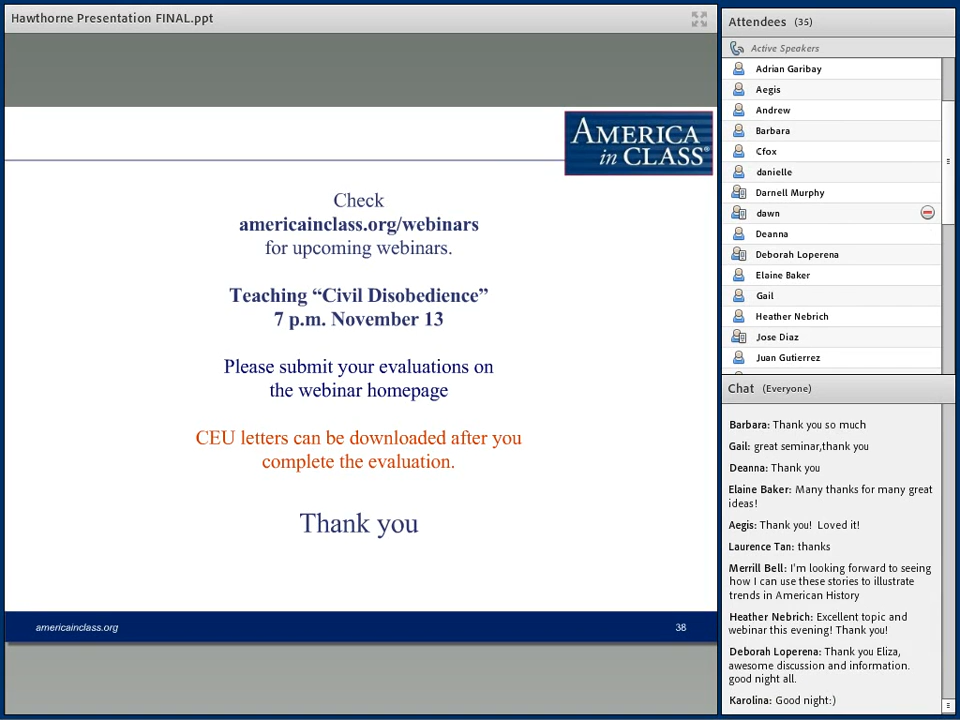 Hawthorne Presentation FINAL.ppt
AMERICA
in CLASS®
Check
americainclass.org/webinars
for upcoming webinars.
Teaching “Civil Disobedience”
7 p.m. November 13
Please submit your evaluations on
the webinar homepage
CEU letters can be downloaded after you
complete the evaluation.
Thank you
americainclass.org
38
Attendees (35)
Active Speakers
Adrian Garibay
Aegis
Andrew
Barbara
Cfox
danielle
Darnell Murphy
dawn
Deanna
Deborah Loperena
Elaine Baker
Gail
Heather Nebrich
Jose Diaz
Juan Gutierrez
Chat (Everyone)
Barbara: Thank you so much
Gail: great seminar,thank you
Deanna: Thank you
Elaine Baker: Many thanks for many great
ideas!
Aegis: Thank you! Loved it!
Laurence Tan: thanks
Merrill Bell: I'm looking forward to seeing
how I can use these stories to illustrate
trends in American History
Heather Nebrich: Excellent topic and
webinar this evening! Thank you!
Deborah Loperena: Thank you Eliza,
awesome discussion and information.
good night all.
Karolina: Good night:)